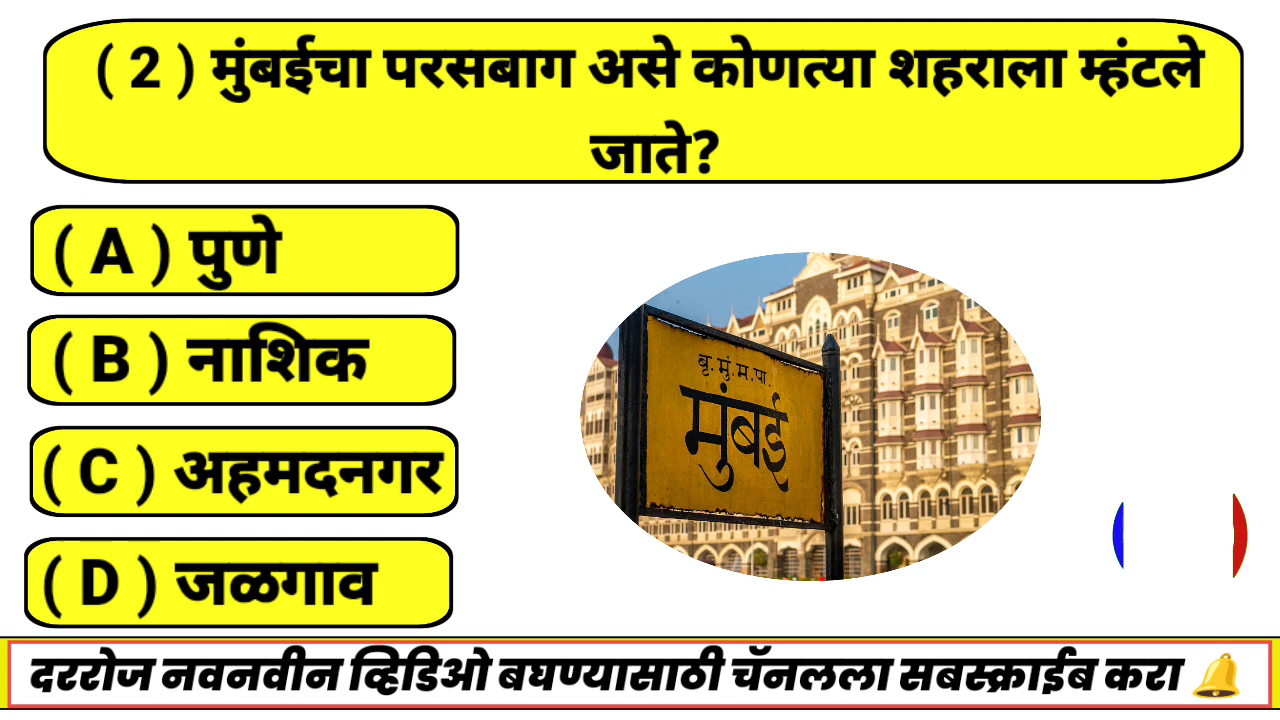 ( 2 ) मुंबईचा परसबाग असे कोणत्या शहराला म्हंटले
जाते?
( A ) पुणे
( B ) नाशिक
( C ) अहमदनगर
( D ) जळगाव
बृ.मुं.म.पा.
मुंबई
दररोज नवनवीन व्हिडिओ बघण्यासाठी चॅनलला सबस्क्राईब करा 🔔